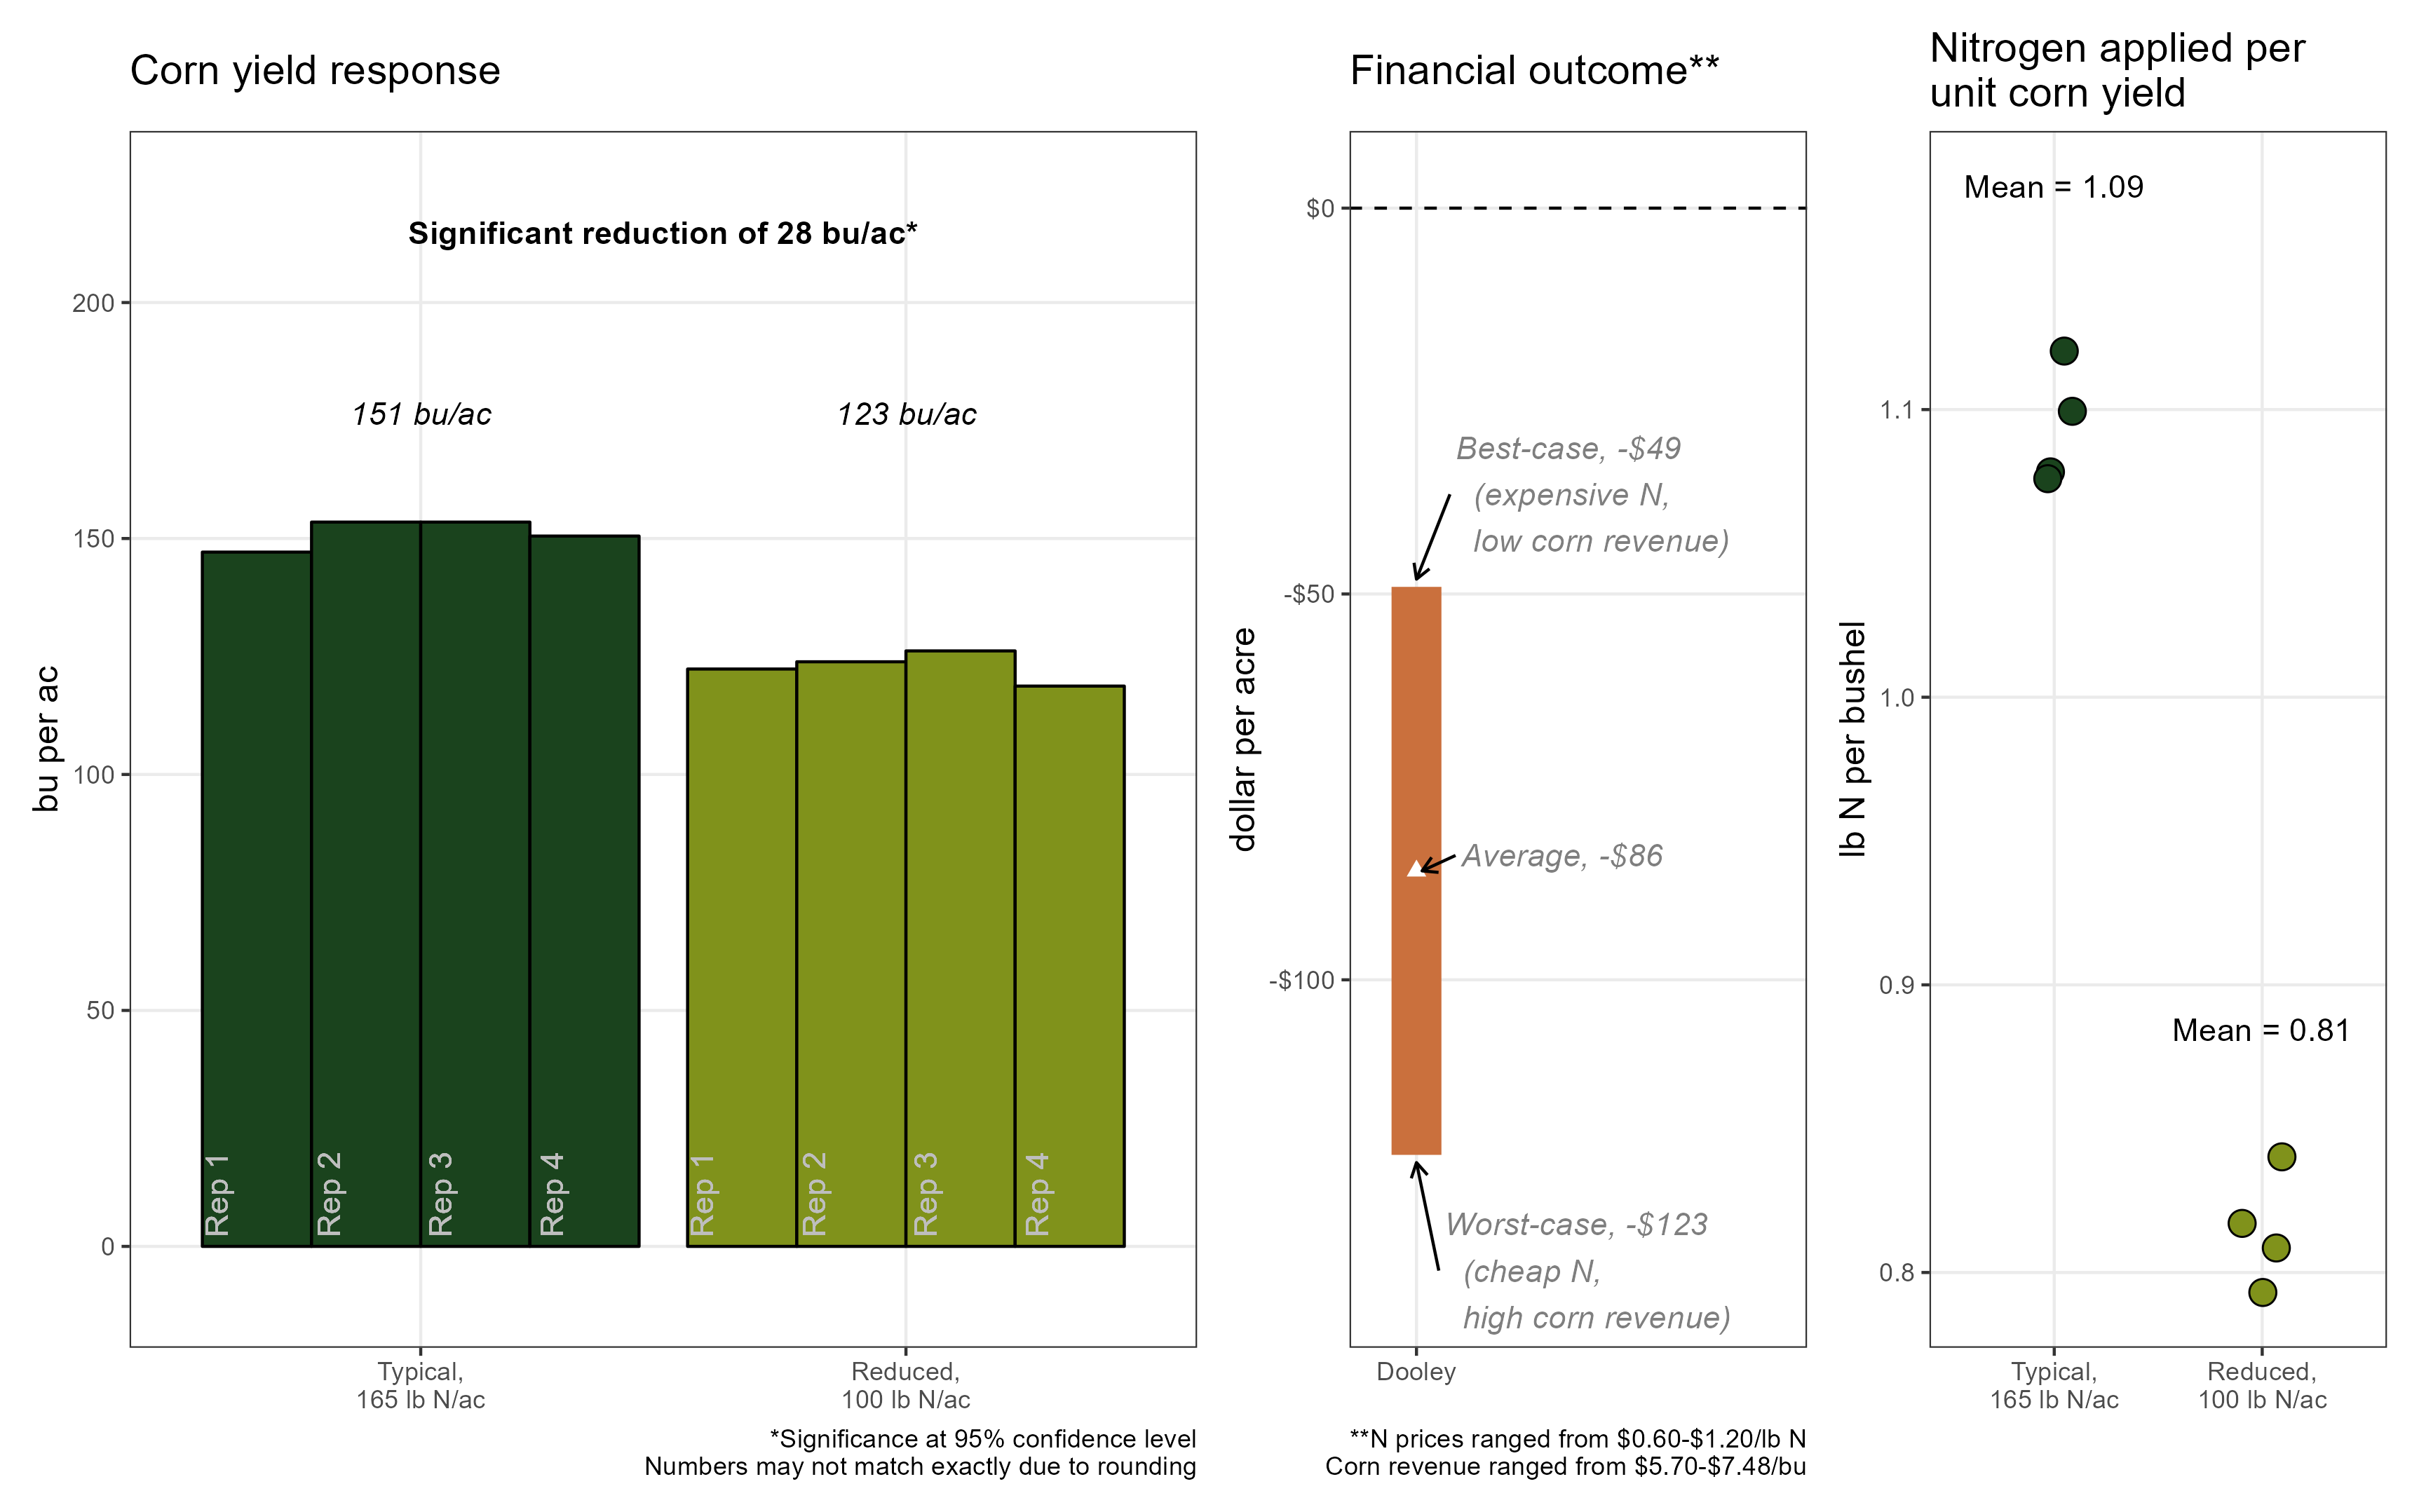 Corn yield response
Significant reduction of 28 bu/ac*
151 bu/ac
123 bu/ac
bu per ac
200
150
100
50
0
Rep 1
Rep 2
Rep 3
Rep 4
Rep 1
Rep 2
Rep 3
Rep 4
Typical,
165 lb N/ac
Reduced,
100 lb N/ac
*Significance at 95% confidence level
Numbers may not match exactly due to rounding
Financial outcome**
dollar per acre
$0
-$50
-$100
Best-case, -$49
(expensive N,
low corn revenue)
Average, -$86
Worst-case, -$123
(cheap N,
high corn revenue)
Dooley
**N prices ranged from $0.60-$1.20/lb N
Corn revenue ranged from $5.70-$7.48/bu
Nitrogen applied per
unit corn yield
lb N per bushel
1.1
1.0
0.9
0.8
Mean = 1.09
Mean = 0.81
Typical,
165 lb N/ac
Reduced,
100 lb N/ac